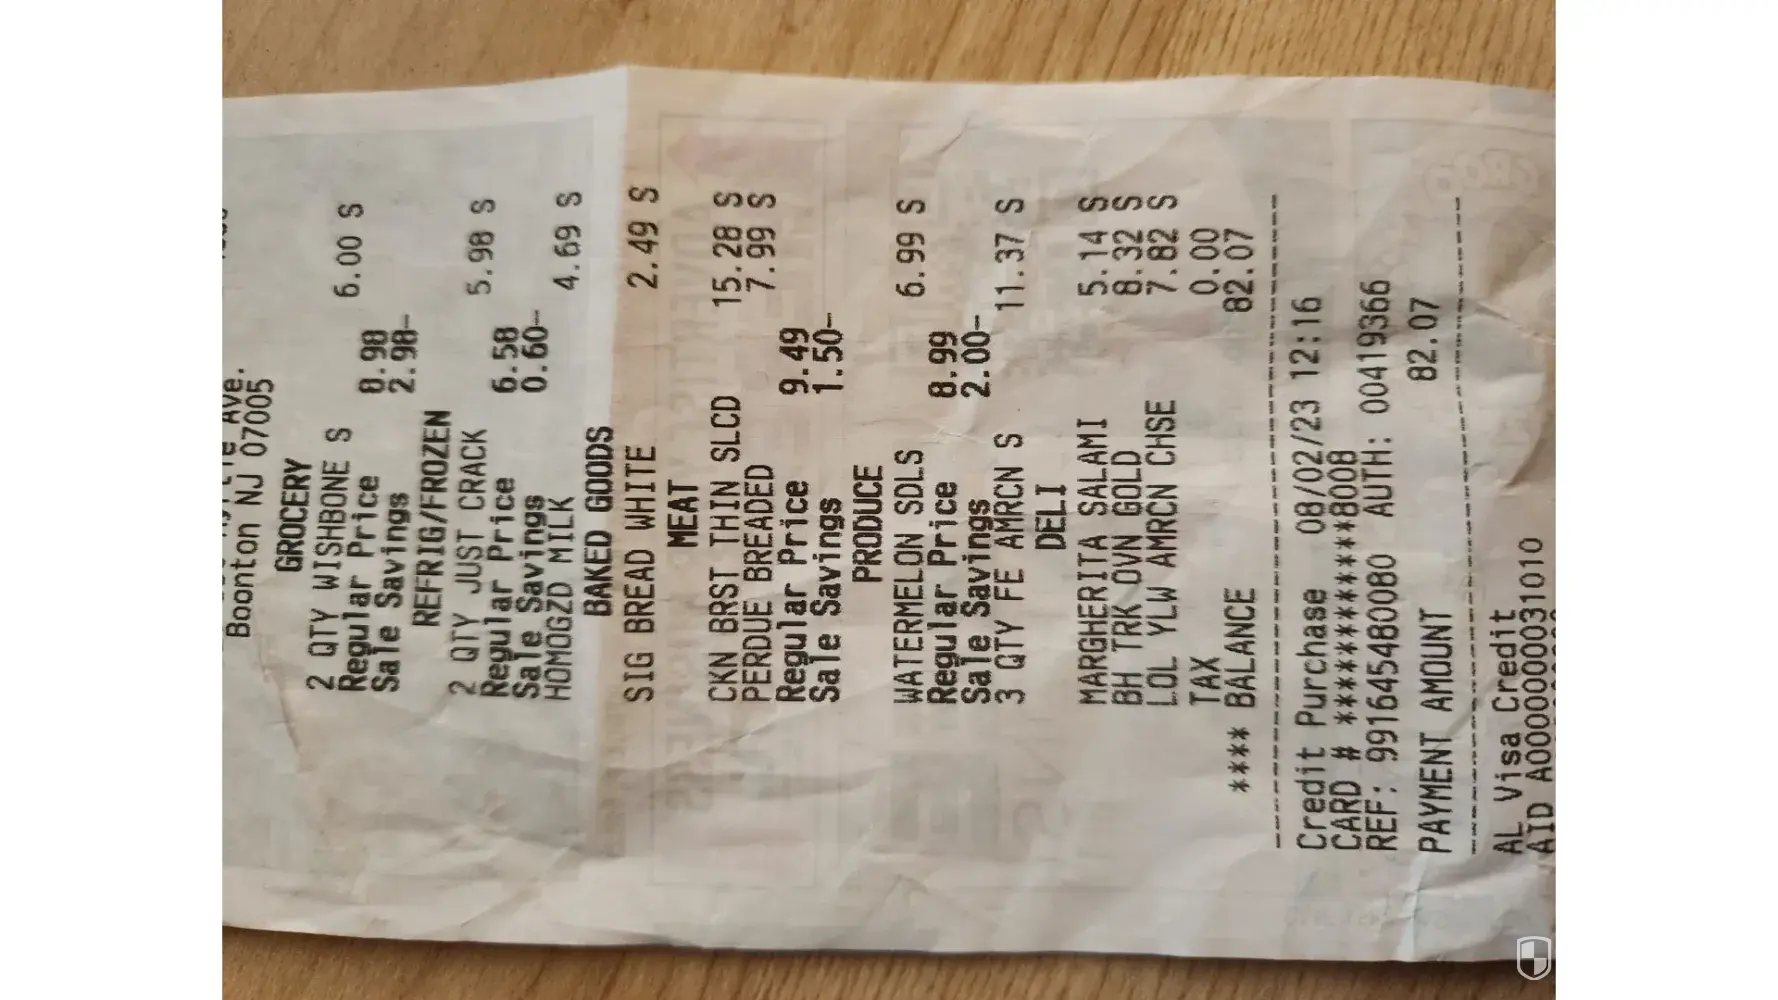 Ave.
Boonton NJ 07005
GROCERY
2 QTY WISHBONE S 6.00 S
Regular Price 8.98
Sale Savings 2.98-
REFRIG/FROZEN
2 QTY JUST CRACK 5.98 S
Regular Price 6.58
Sale Savings 0.60-
HOMOGZD MILK 4.69 S
BAKED GOODS
SIG BREAD WHITE 2.49 S
MEAT
CKN BRST THIN SLCD 15.28 S
PERDUE BREADED 7.99 S
Regular Price 9.49
Sale Savings 1.50-
PRODUCE
WATERMELON SDLS 6.99 S
Regular Price 8.99
Sale Savings 2.00-
3 QTY FE AMRCN S 11.37 S
DELI
MARGHERITA SALAMI 5.14 S
BH TRK OVN GOLD 8.32 S
LOL YLW AMRCN CHSE 7.82 S
TAX 0.00
**** BALANCE 82.07
Credit Purchase 08/02/23 12:16
CARD # ************8008
REF: 991645480080 AUTH: 00419366
PAYMENT AMOUNT 82.07
AL Visa Credit
AID A0000000031010